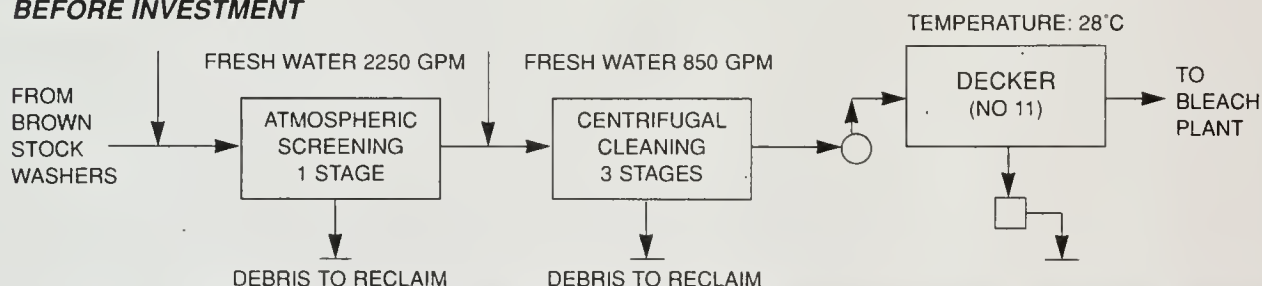 BEFORE INVESTMENT
TEMPERATURE: 28°C
FRESH WATER 2250 GPM
FRESH WATER 850 GPM
FROM
BROWN
STOCK
WASHERS
ATMOSPHERIC
SCREENING
1 STAGE
CENTRIFUGAL
CLEANING
3 STAGES
DECKER
(NO 11)
TO
BLEACH
PLANT
DEBRIS TO RECLAIM
DEBRIS TO RECLAIM